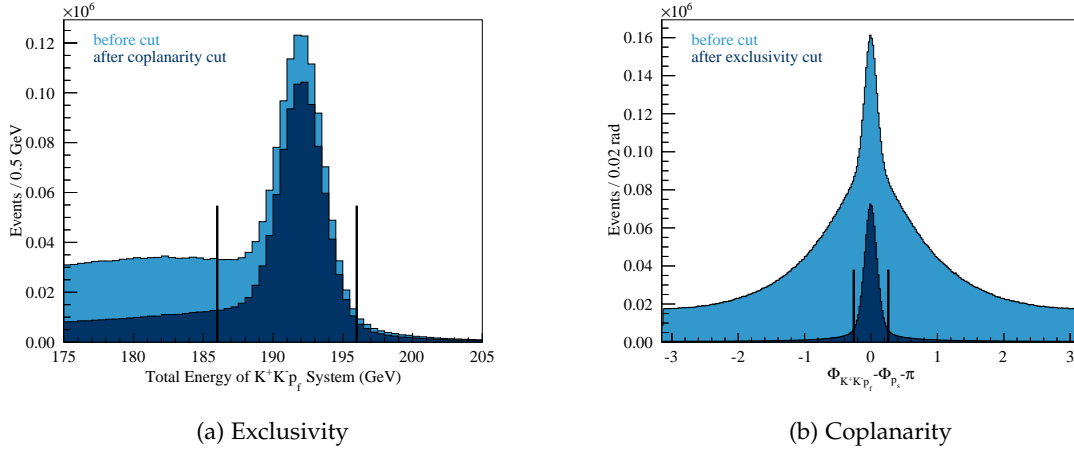 ×10⁶
before cut
after coplanarity cut
0.12
0.10
0.08
0.06
0.04
0.02
0.00
Events / 0.5 GeV
175 180 185 190 195 200 205
Total Energy of K⁺K⁻p_f System (GeV)
(a) Exclusivity
×10⁶
before cut
after exclusivity cut
0.16
0.14
0.12
0.10
0.08
0.06
0.04
0.02
0.00
Events / 0.02 rad
-3 -2 -1 0 1 2 3
Φ_{K⁺K⁻p_f}-Φ_{p_s}-π
(b) Coplanarity